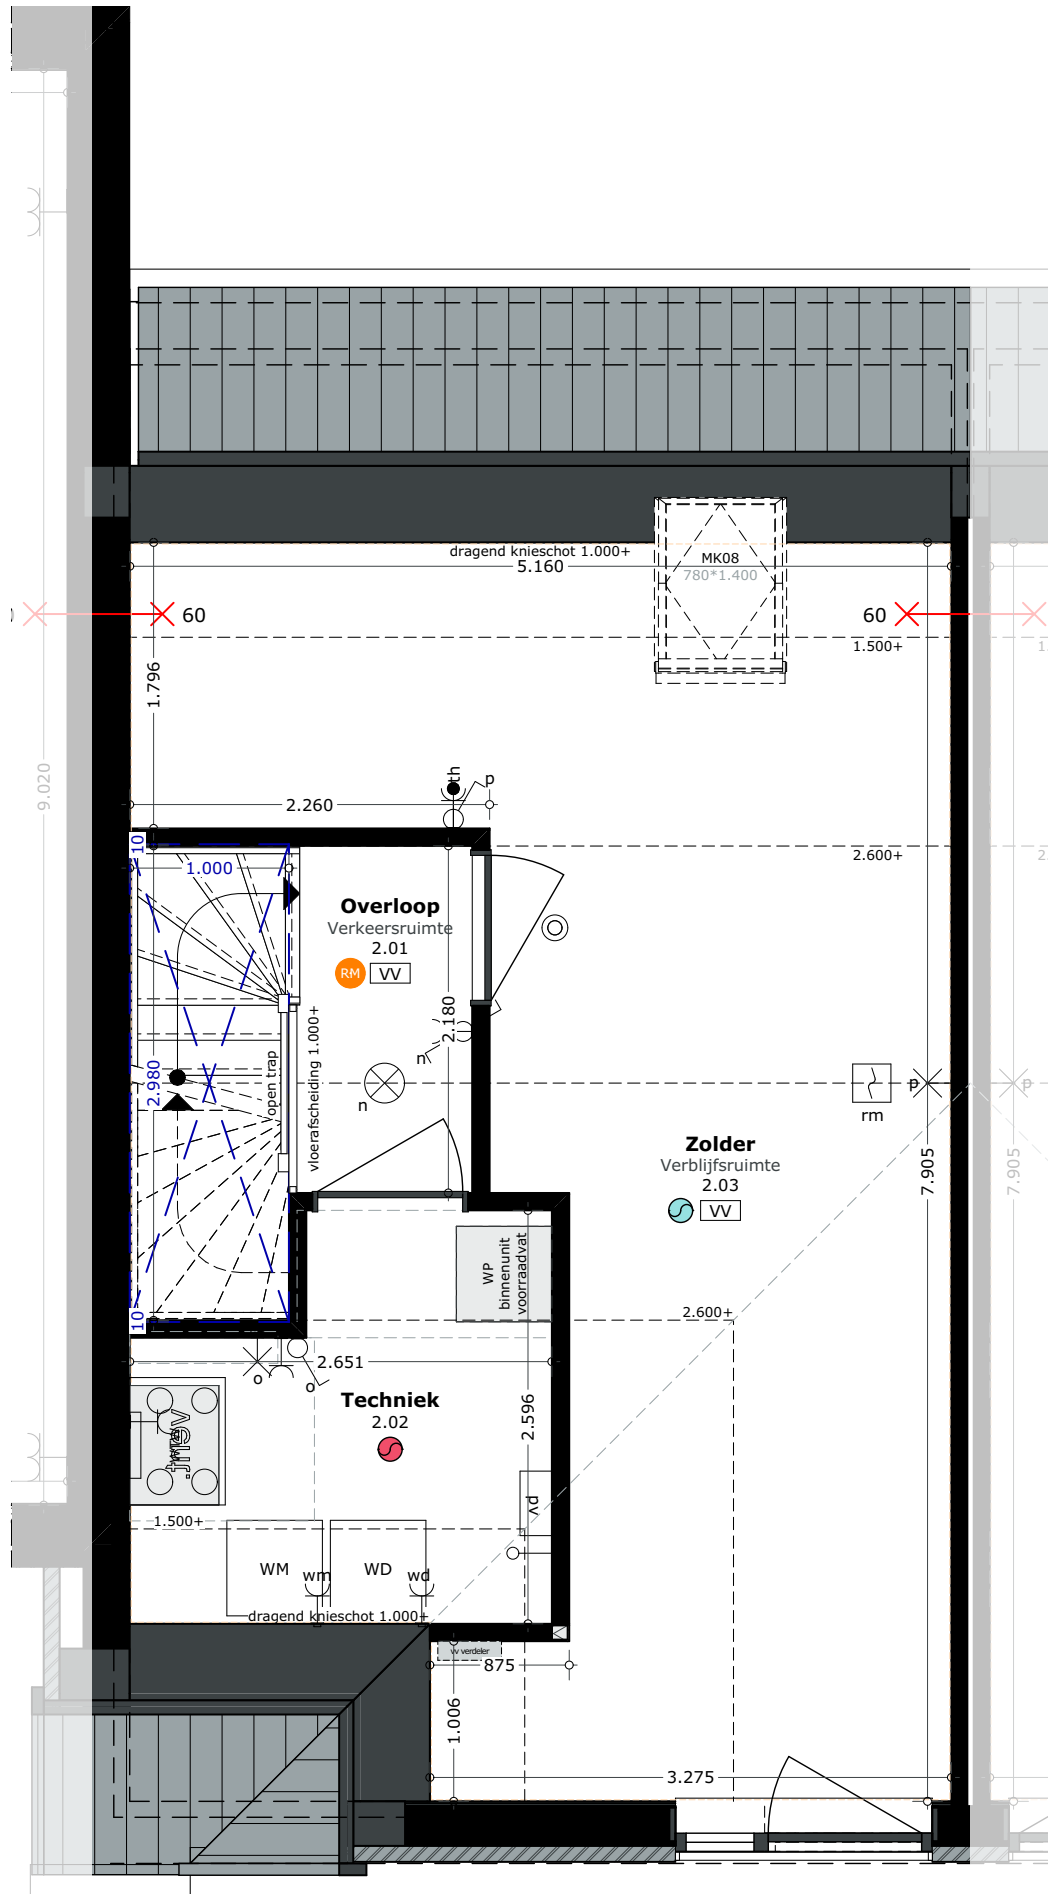 dragend knieschot 1.000+
5.160
MK08
780*1.400
60
60
1.500+
1.796
9.020
th
p
2.260
2.600+
10
1.000
Overloop
Verkeersruimte
2.01
RM VV
2.180
vloerafscheiding 1.000+
open trap
2.980
n
n
p
p
rm
Zolder
Verblijfsruimte
2.03
VV
7.905
7.905
WP
binnenunit
voorraadvat
10
2.600+
2.651
o
o
Techniek
2.02
2.596
vd
1.500+
WM
wm
WD
wd
dragend knieschot 1.000+
vv verdeler
875
1.006
3.275